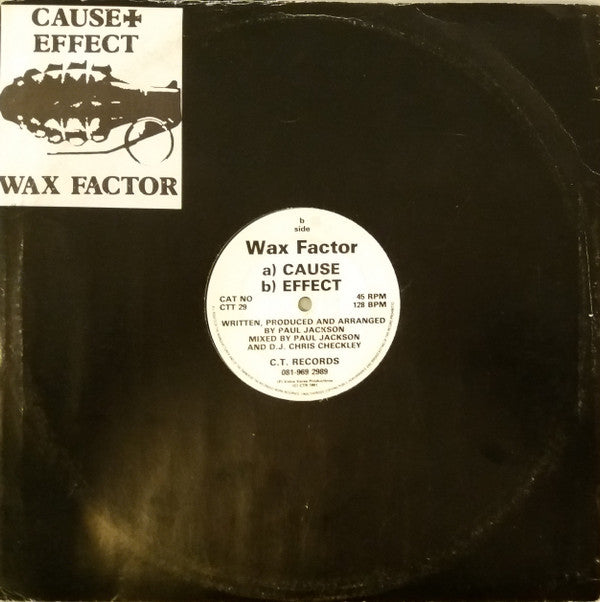 CAUSE+
EFFECT
WAX FACTOR
b
side
Wax Factor
a) CAUSE
b) EFFECT
CAT NO
CTT 29
45 RPM
128 BPM
WRITTEN, PRODUCED AND ARRANGED
BY PAUL JACKSON
MIXED BY PAUL JACKSON
AND D.J. CHRIS CHECKLEY
C.T. RECORDS
081-969 2989